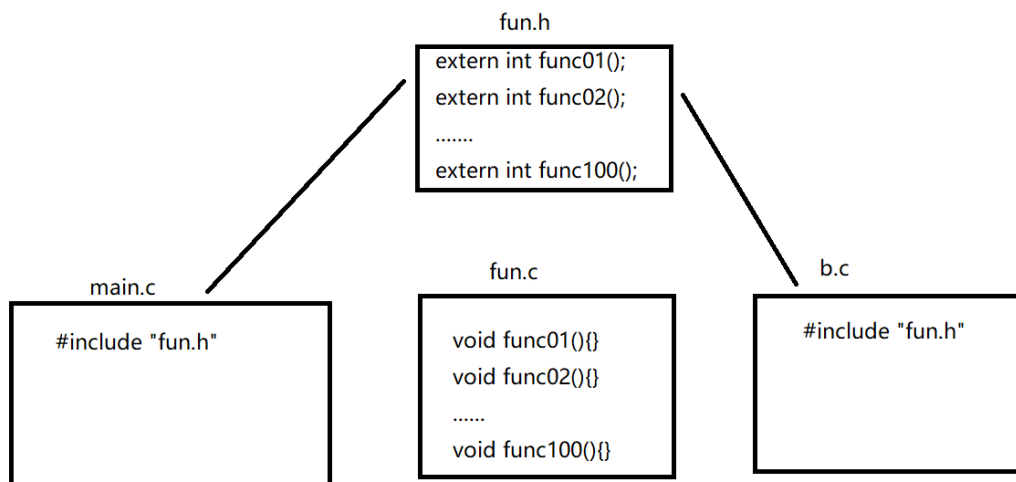 fun.h
extern int func01();
extern int func02();
.......
extern int func100();
main.c
#include "fun.h"
fun.c
void func01(){}
void func02(){}
......
void func100(){}
b.c
#include "fun.h"